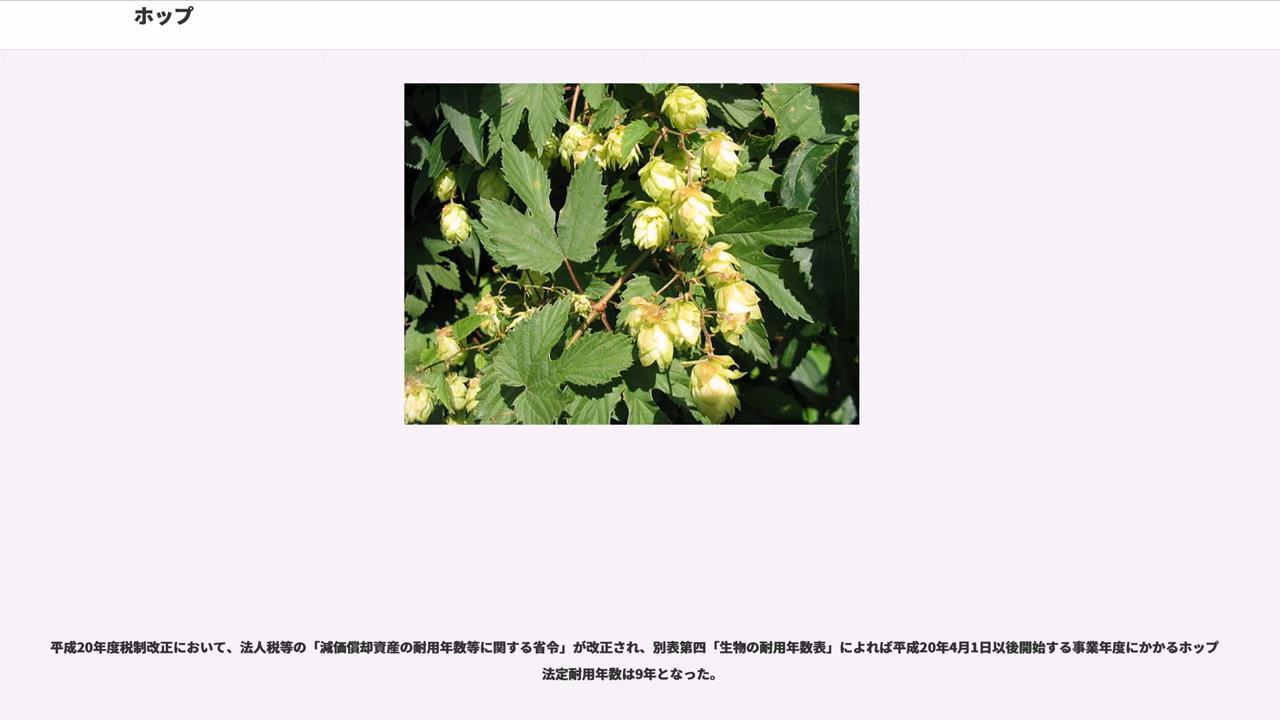 ホップ
平成20年度税制改正において、法人税等の「減価償却資産の耐用年数等に関する省令」が改正され、別表第四「生物の耐用年数表」によれば平成20年4月1日以後開始する事業年度にかかるホップ
法定耐用年数は9年となった。